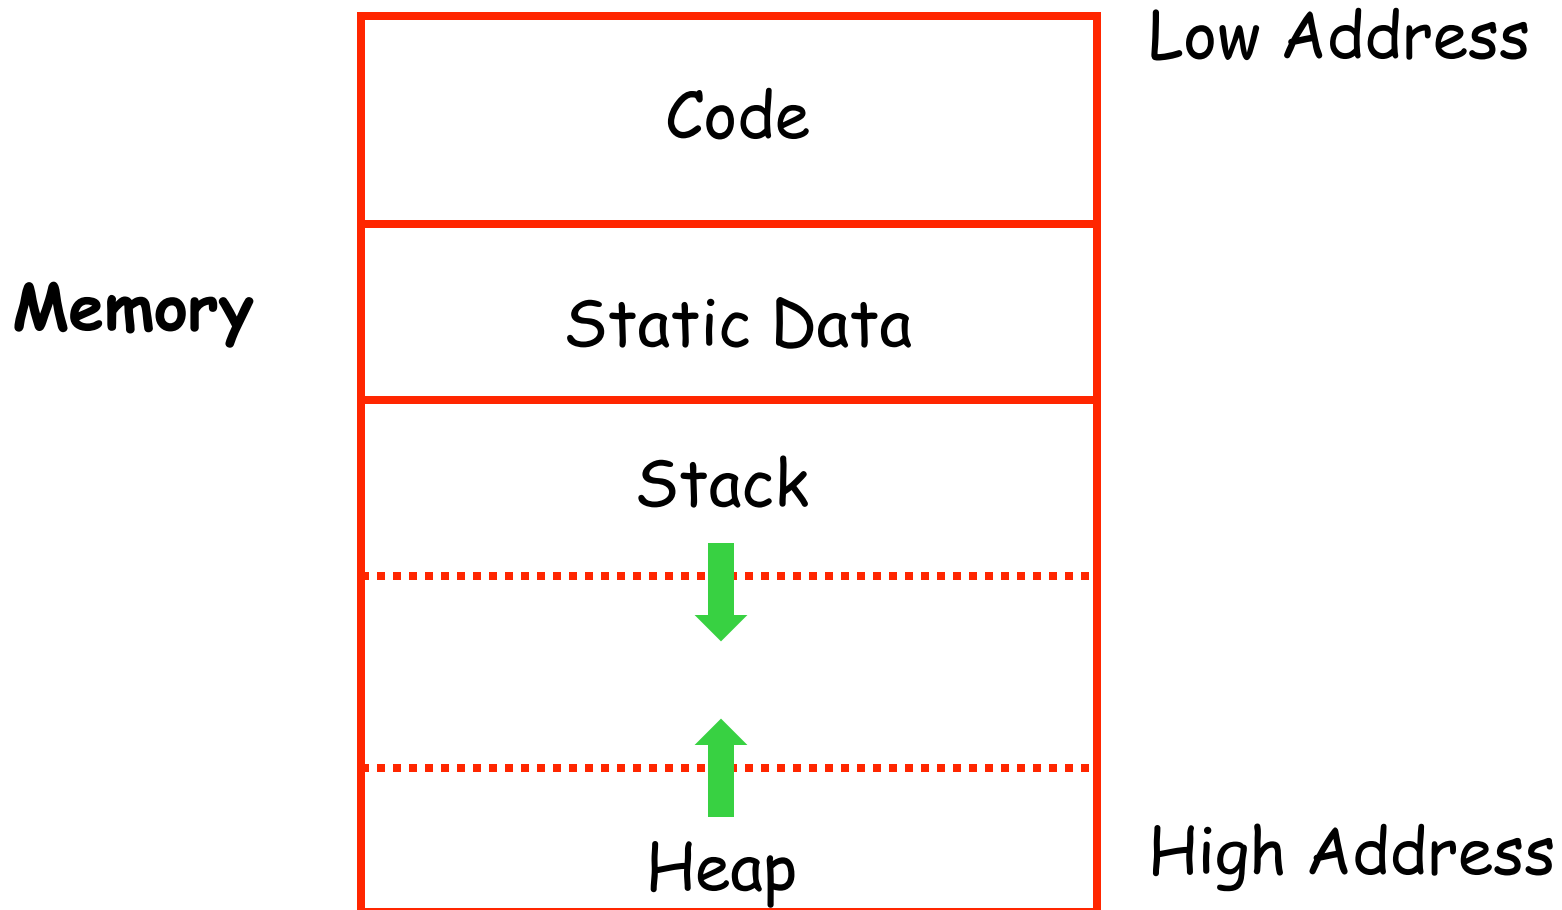 Low Address
Code
Memory
Static Data
Stack
Heap
High Address